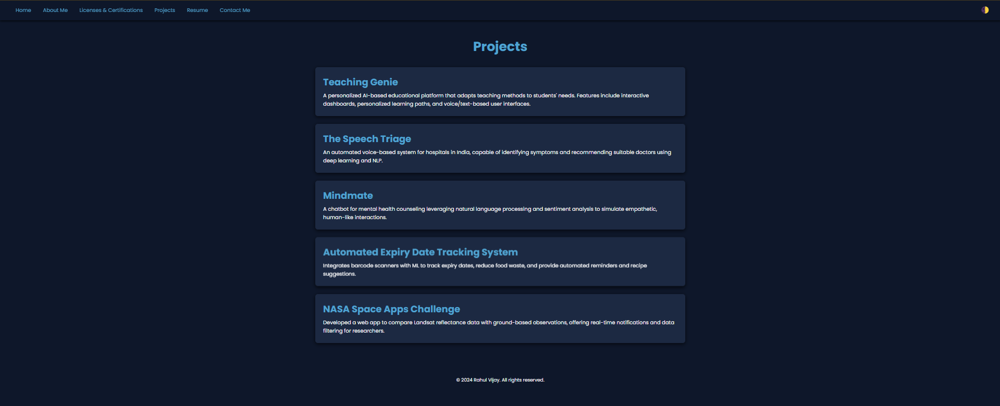 Home About Me Licenses & Certifications Projects Resume Contact Me
Projects
Teaching Genie
A personalized AI-based educational platform that adapts teaching methods to students' needs. Features include interactive
dashboards, personalized learning paths, and voice/text-based user interfaces.
The Speech Triage
An automated voice-based system for hospitals in India, capable of identifying symptoms and recommending suitable doctors using
deep learning and NLP.
Mindmate
A chatbot for mental health counseling leveraging natural language processing and sentiment analysis to simulate empathetic,
human-like interactions.
Automated Expiry Date Tracking System
Integrates barcode scanners with ML to track expiry dates, reduce food waste, and provide automated reminders and recipe
suggestions.
NASA Space Apps Challenge
Developed a web app to compare Landsat reflectance data with ground-based observations, offering real-time notifications and data
filtering for researchers.
© 2024 Rahul Vijay. All rights reserved.